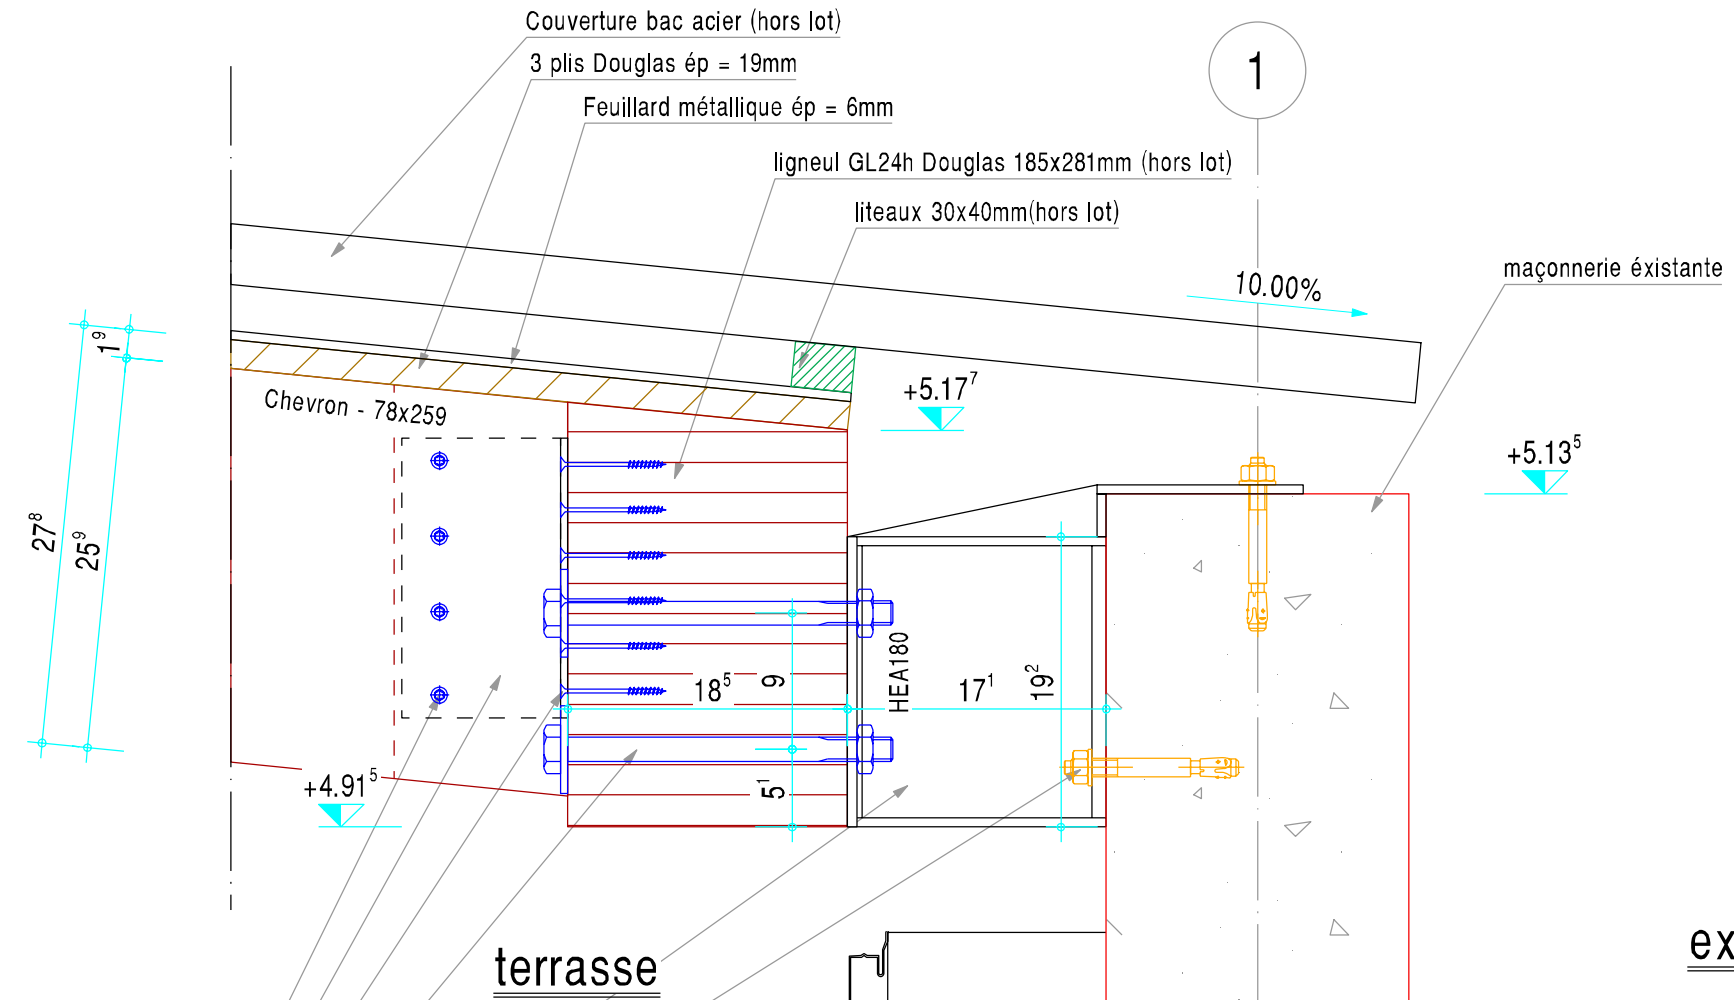 Couverture bac acier (hors lot)
3 plis Douglas ép = 19mm
Feuillard métallique ép = 6mm
1
ligneul GL24h Douglas 185x281mm (hors lot)
liteaux 30x40mm(hors lot)
maçonnerie éxistante
10.00%
1⁹
Chevron - 78x259
+5.17⁷
+5.13⁵
27⁸
25⁹
HEA180
18⁵
9
17¹
19²
5¹
+4.91⁵
terrasse
ex